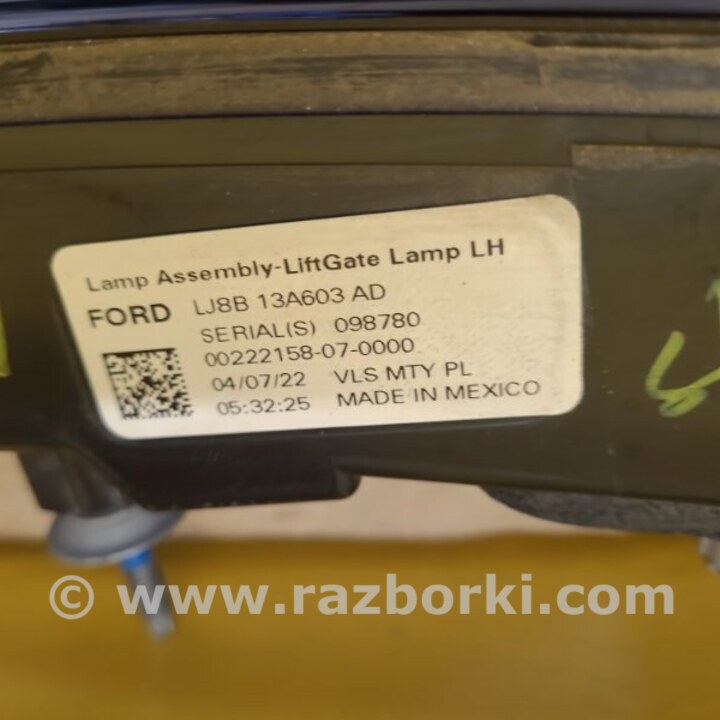 Lamp Assembly-LiftGate Lamp LH
FORD LJ8B 13A603 AD
SERIAL(S) 098780
00222158-07-0000
04/07/22 VLS MTY PL
05:32:25 MADE IN MEXICO
© www.razborki.com